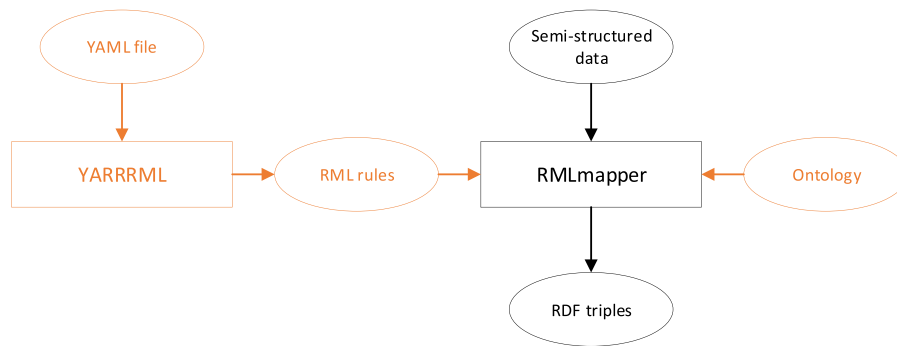 YAML file
Semi-structured
data
YARRRML
RML rules
RMLmapper
Ontology
RDF triples